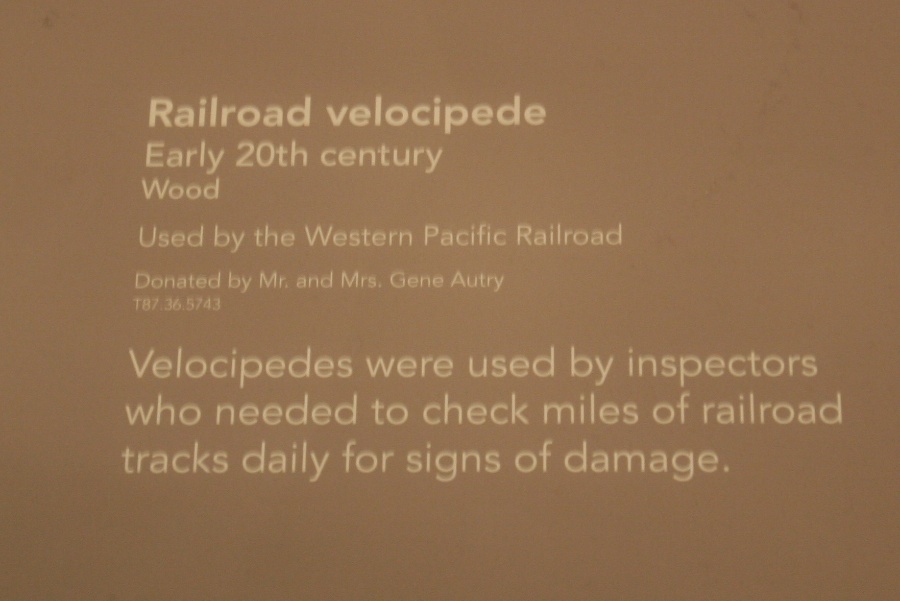 Railroad velocipede
Early 20th century
Wood
Used by the Western Pacific Railroad
Donated by Mr. and Mrs. Gene Autry
T87.36.5743
Velocipedes were used by inspectors
who needed to check miles of railroad
tracks daily for signs of damage.